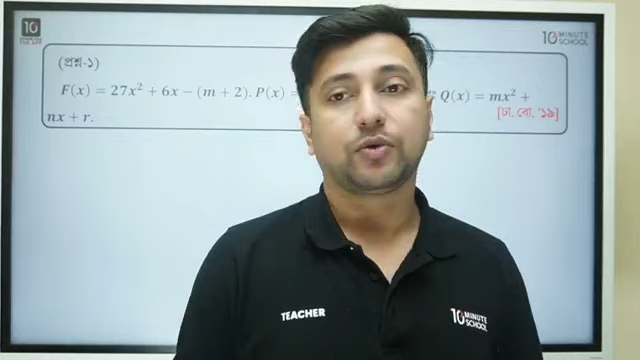 10
10 MINUTE SCHOOL
(প্রশ্ন-১)
F(x) = 27x² + 6x − (m + 2). P(x) = Q(x) = mx² +
nx + r.
[ঢা. বো. '১৯]
TEACHER
10 MINUTE SCHOOL